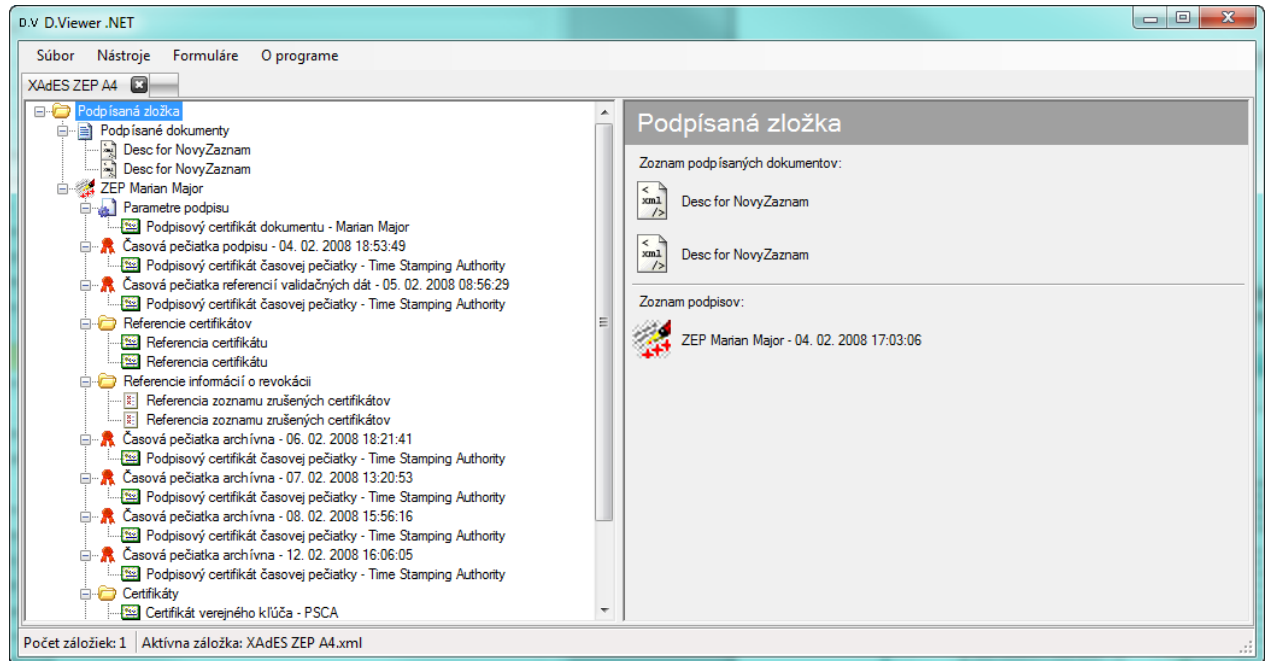 D.V D.Viewer .NET
Súbor Nástroje Formuláre O programe
XAdES ZEP A4
Podpísaná zložka
Podpísané dokumenty
Desc for NovyZaznam
Desc for NovyZaznam
ZEP Marian Major
Parametre podpisu
Podpisový certifikát dokumentu - Marian Major
Časová pečiatka podpisu - 04. 02. 2008 18:53:49
Podpisový certifikát časovej pečiatky - Time Stamping Authority
Časová pečiatka referencií validačných dát - 05. 02. 2008 08:56:29
Podpisový certifikát časovej pečiatky - Time Stamping Authority
Referencie certifikátov
Referencia certifikátu
Referencia certifikátu
Referencie informácií o revokácii
Referencia zoznamu zrušených certifikátov
Referencia zoznamu zrušených certifikátov
Časová pečiatka archívna - 06. 02. 2008 18:21:41
Podpisový certifikát časovej pečiatky - Time Stamping Authority
Časová pečiatka archívna - 07. 02. 2008 13:20:53
Podpisový certifikát časovej pečiatky - Time Stamping Authority
Časová pečiatka archívna - 08. 02. 2008 15:56:16
Podpisový certifikát časovej pečiatky - Time Stamping Authority
Časová pečiatka archívna - 12. 02. 2008 16:06:05
Podpisový certifikát časovej pečiatky - Time Stamping Authority
Certifikáty
Certifikát verejného kľúča - PSCA
Podpísaná zložka
Zoznam podpísaných dokumentov:
< xml />
Desc for NovyZaznam
< xml />
Desc for NovyZaznam
Zoznam podpisov:
ZEP Marian Major - 04. 02. 2008 17:03:06
Počet záložiek: 1 Aktívna záložka: XAdES ZEP A4.xml